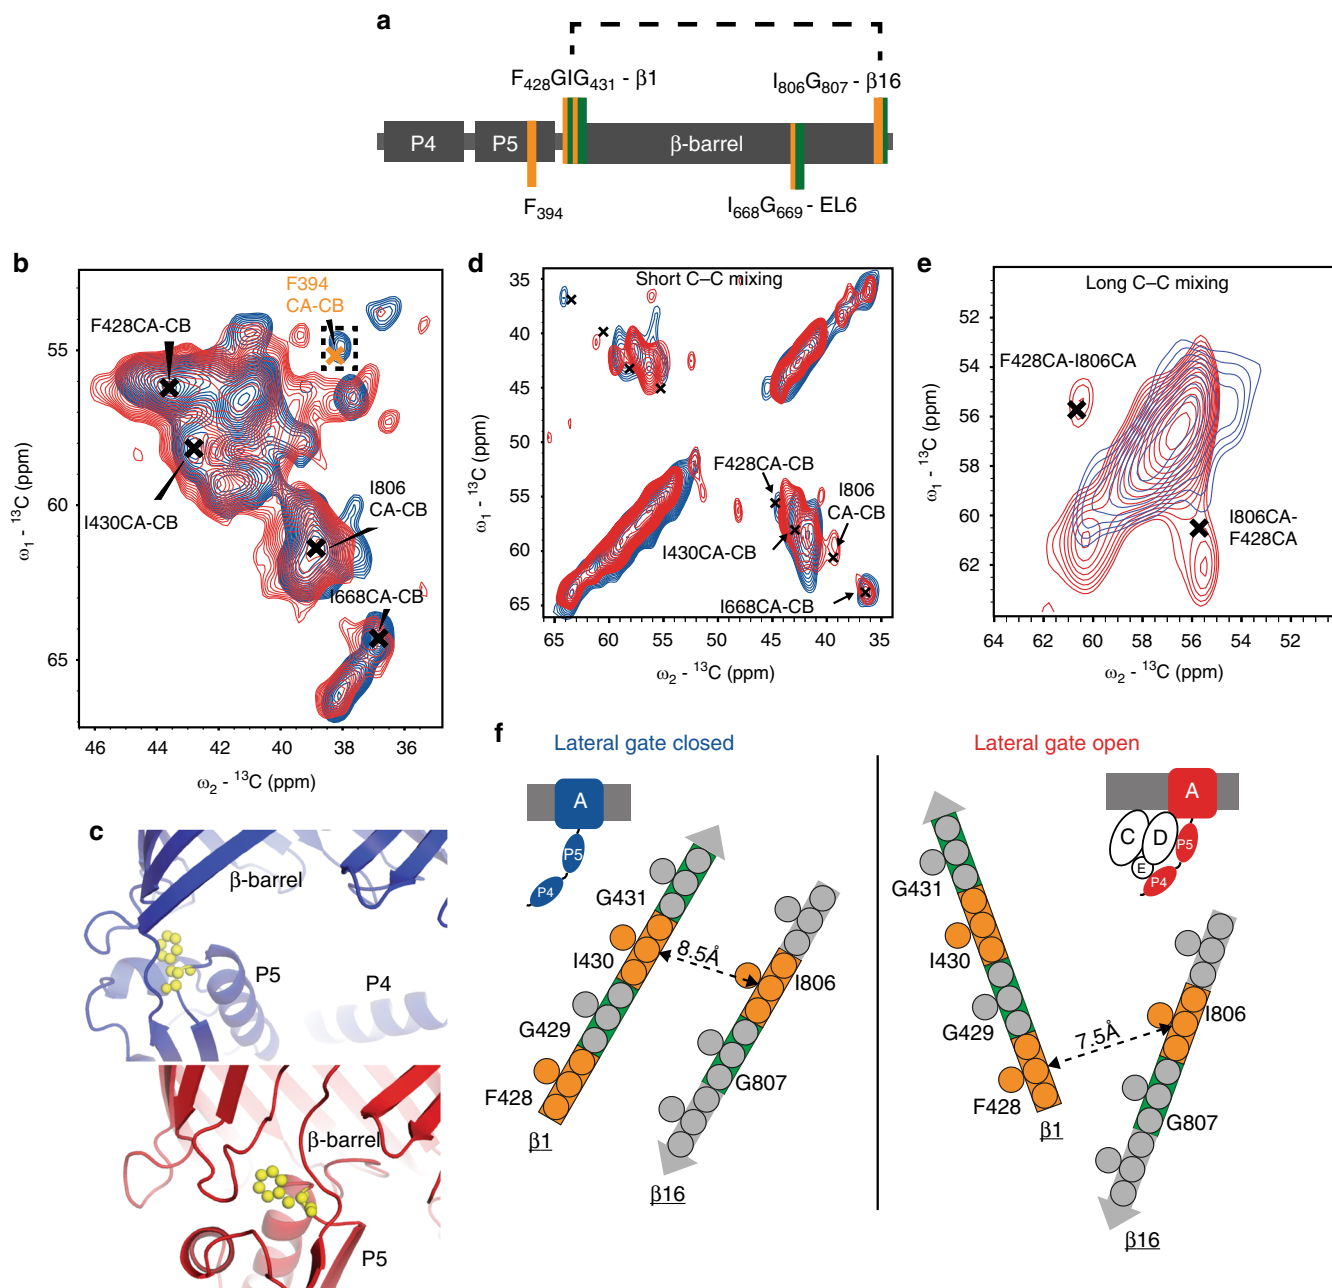 a
F428GIG431 - β1
I806G807 - β16
P4
P5
β-barrel
F394
I668G669 - EL6
b
F394
CA-CB
F428CA-CB
I430CA-CB
I806
CA-CB
I668CA-CB
55
60
65
46
44
42
40
38
36
ω1 - 13C (ppm)
ω2 - 13C (ppm)
d
Short C–C mixing
F428CA-CB
I806
CA-CB
I430CA-CB
I668CA-CB
35
40
45
50
55
60
65
65
60
55
50
45
40
35
ω1 - 13C (ppm)
ω2 - 13C (ppm)
e
Long C–C mixing
F428CA-I806CA
I806CA-
F428CA
52
54
56
58
60
62
64
62
60
58
56
54
52
ω1 - 13C (ppm)
ω2 - 13C (ppm)
c
β-barrel
P5
P4
β-barrel
P5
f
Lateral gate closed
A
P5
P4
G431
I430
8.5Å
I806
G429
G807
F428
β1
β16
Lateral gate open
A
C
D
E
P5
P4
G431
I430
I806
G429
7.5Å
F428
G807
β1
β16